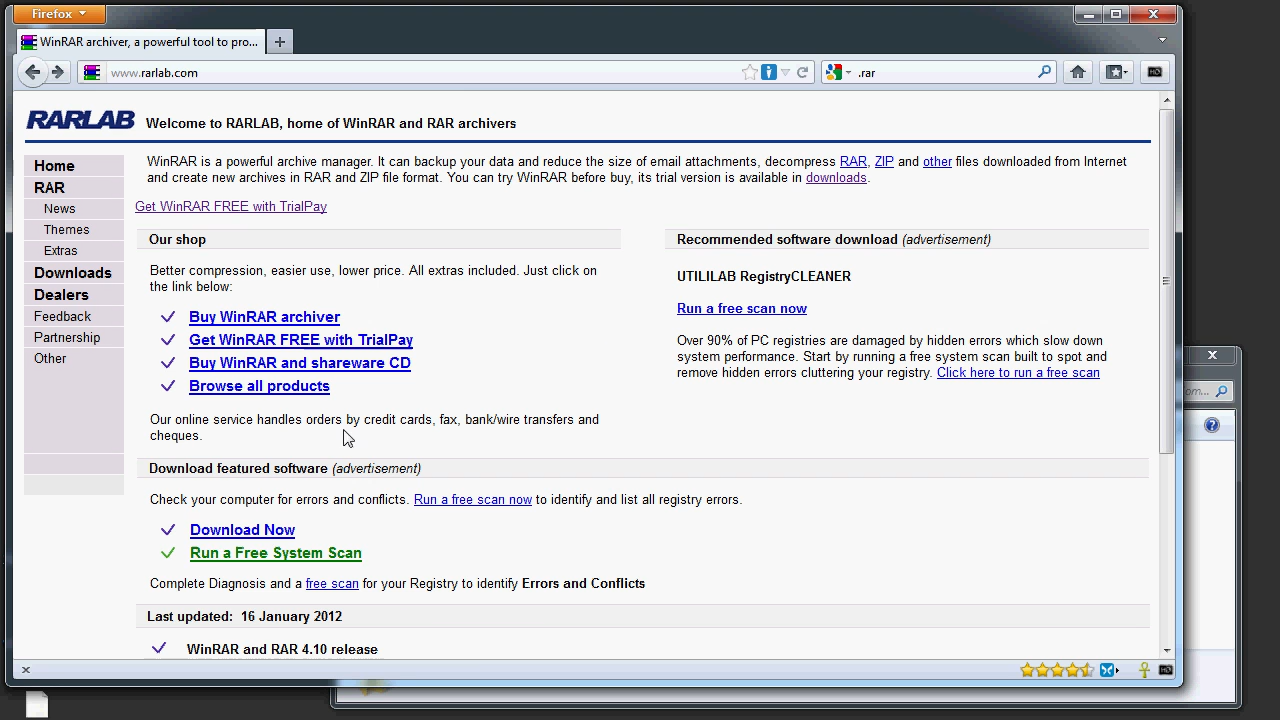 Firefox
WinRAR archiver, a powerful tool to pro...
www.rarlab.com
.rar
RARLAB Welcome to RARLAB, home of WinRAR and RAR archivers
Home
RAR
News
Themes
Extras
Downloads
Dealers
Feedback
Partnership
Other
WinRAR is a powerful archive manager. It can backup your data and reduce the size of email attachments, decompress RAR, ZIP and other files downloaded from Internet
and create new archives in RAR and ZIP file format. You can try WinRAR before buy, its trial version is available in downloads.
Get WinRAR FREE with TrialPay
Our shop
Better compression, easier use, lower price. All extras included. Just click on
the link below:
Buy WinRAR archiver
Get WinRAR FREE with TrialPay
Buy WinRAR and shareware CD
Browse all products
Our online service handles orders by credit cards, fax, bank/wire transfers and
cheques.
Recommended software download (advertisement)
UTILILAB RegistryCLEANER
Run a free scan now
Over 90% of PC registries are damaged by hidden errors which slow down
system performance. Start by running a free system scan built to spot and
remove hidden errors cluttering your registry. Click here to run a free scan
Download featured software (advertisement)
Check your computer for errors and conflicts. Run a free scan now to identify and list all registry errors.
Download Now
Run a Free System Scan
Complete Diagnosis and a free scan for your Registry to identify Errors and Conflicts
Last updated: 16 January 2012
WinRAR and RAR 4.10 release